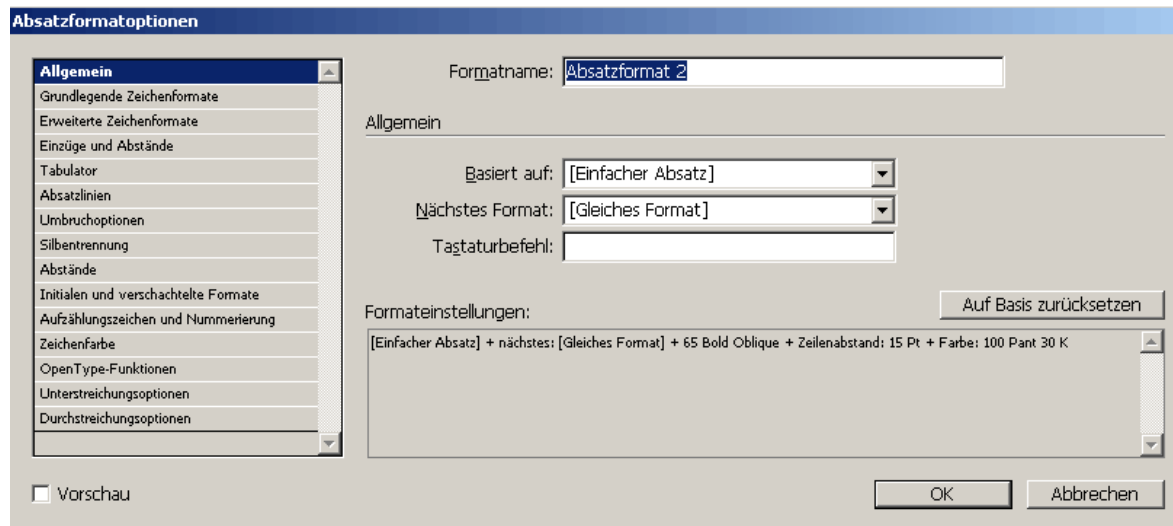 Absatzformatoptionen
Allgemein
Grundlegende Zeichenformate
Erweiterte Zeichenformate
Einzüge und Abstände
Tabulator
Absatzlinien
Umbruchoptionen
Silbentrennung
Abstände
Initialen und verschachtelte Formate
Aufzählungszeichen und Nummerierung
Zeichenfarbe
OpenType-Funktionen
Unterstreichungsoptionen
Durchstreichungsoptionen
Vorschau
Formatname: Absatzformat 2
Allgemein
Basiert auf: [Einfacher Absatz]
Nächstes Format: [Gleiches Format]
Tastaturbefehl:
Auf Basis zurücksetzen
Formateinstellungen:
[Einfacher Absatz] + nächstes: [Gleiches Format] + 65 Bold Oblique + Zeilenabstand: 15 Pt + Farbe: 100 Pant 30 K
OK Abbrechen